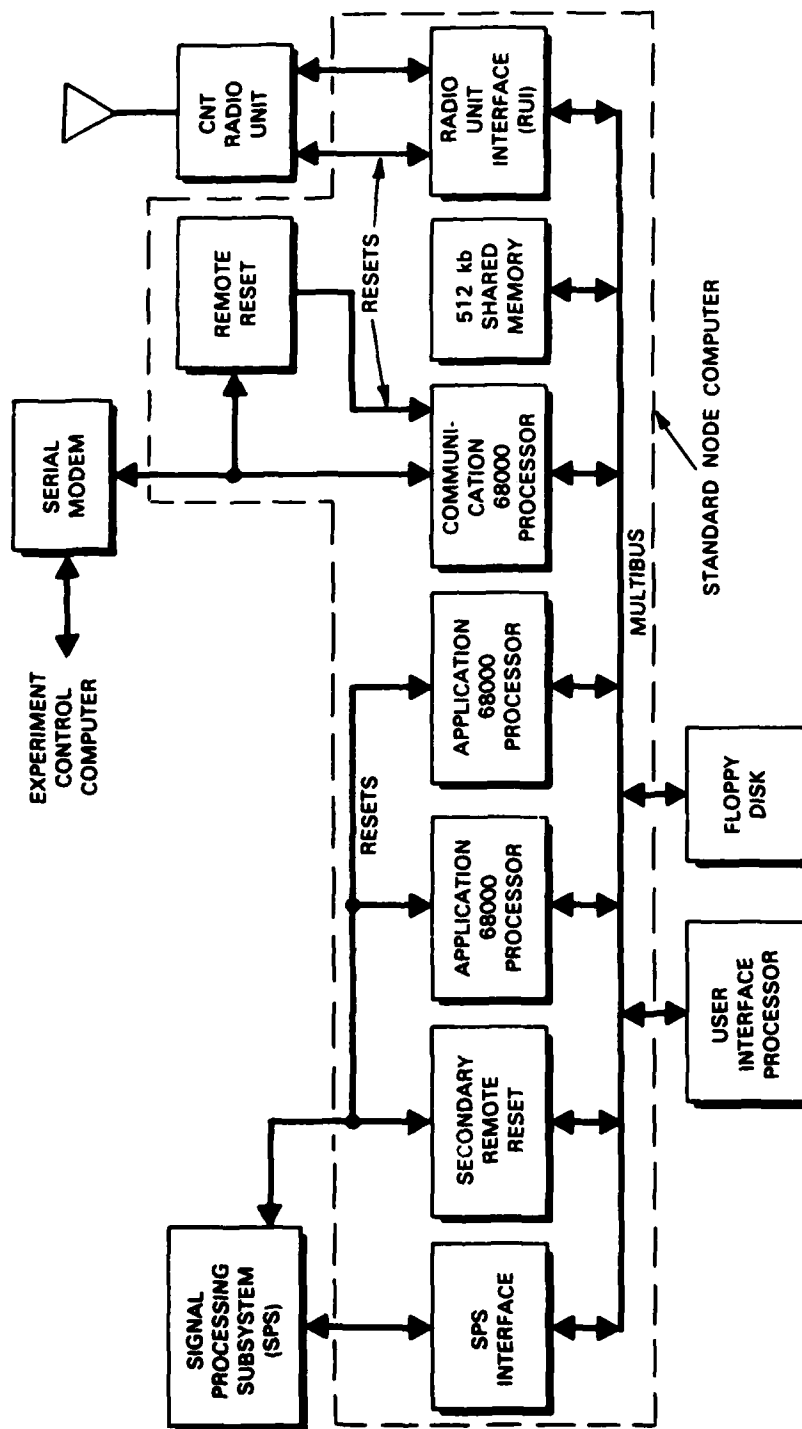 EXPERIMENT
CONTROL
COMPUTER
SERIAL
MODEM
SIGNAL
PROCESSING
SUBSYSTEM
(SPS)
REMOTE
RESET
CNT
RADIO
UNIT
RESETS
RESETS
SPS
INTERFACE
SECONDARY
REMOTE
RESET
APPLICATION
68000
PROCESSOR
APPLICATION
68000
PROCESSOR
COMMUNI-
CATION
68000
PROCESSOR
512 kb
SHARED
MEMORY
RADIO
UNIT
INTERFACE
(RUI)
MULTIBUS
USER
INTERFACE
PROCESSOR
FLOPPY
DISK
STANDARD NODE COMPUTER